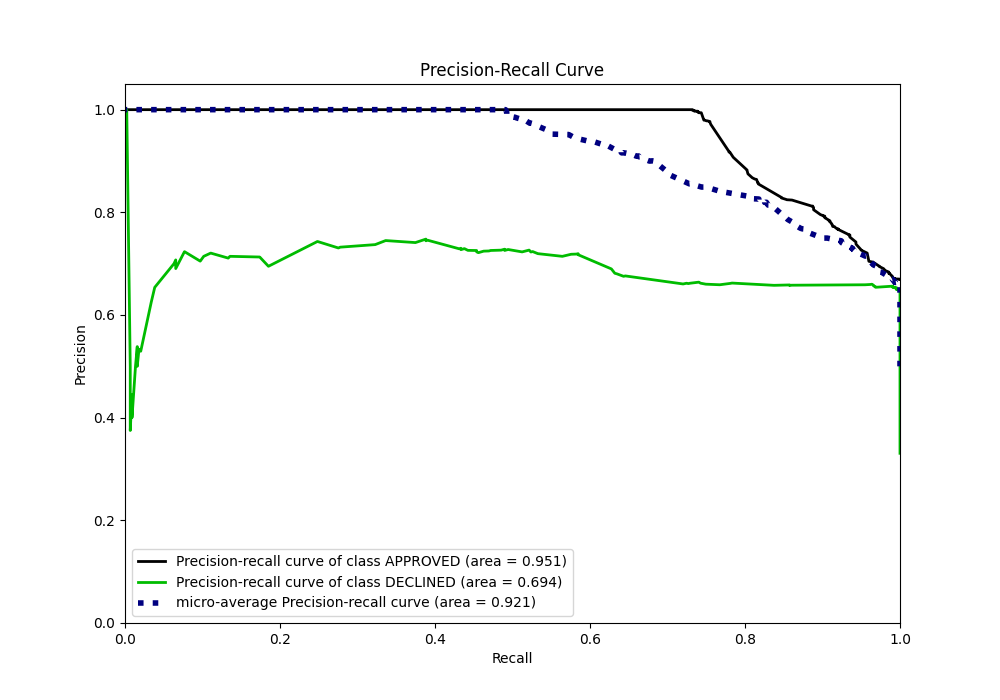 Precision-Recall Curve
1.0
0.8
0.6
0.4
0.2
0.0
Precision
Precision-recall curve of class APPROVED (area = 0.951)
Precision-recall curve of class DECLINED (area = 0.694)
micro-average Precision-recall curve (area = 0.921)
0.0 0.2 0.4 0.6 0.8 1.0
Recall